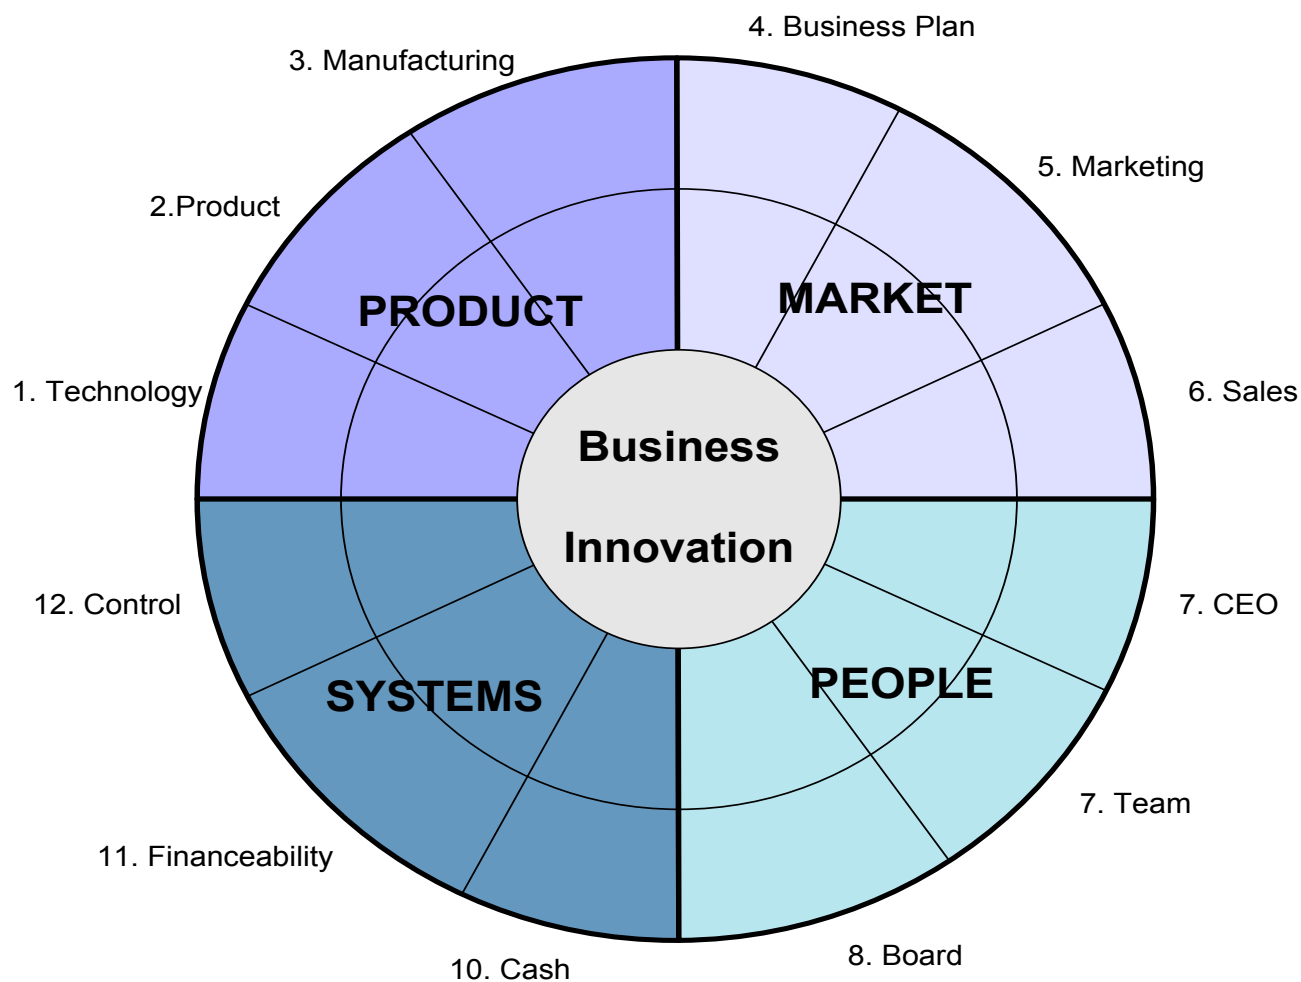 4. Business Plan
3. Manufacturing
5. Marketing
2.Product
PRODUCT
MARKET
1. Technology
6. Sales
Business
Innovation
12. Control
7. CEO
SYSTEMS
PEOPLE
7. Team
11. Financeability
8. Board
10. Cash